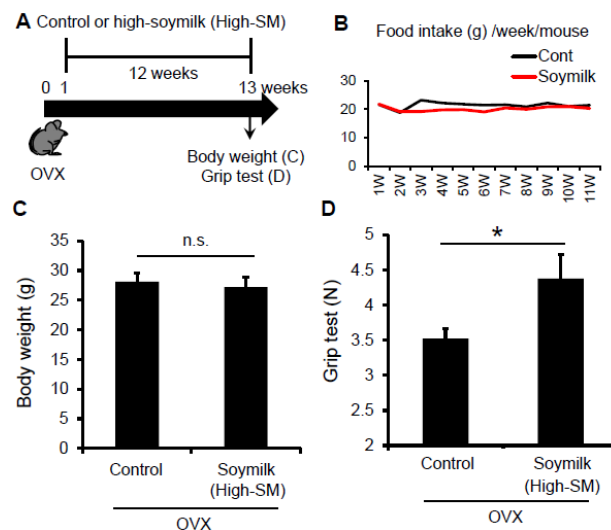 A
Control or high-soymilk (High-SM)
12 weeks
0 1
13 weeks
OVX
Body weight (C)
Grip test (D)
B
Food intake (g) /week/mouse
Cont
Soymilk
30
20
10
0
1W
2W
3W
4W
5W
6W
7W
8W
9W
10W
11W
C
n.s.
Body weight (g)
35
30
25
20
15
10
5
0
Control
Soymilk
(High-SM)
OVX
D
*
Grip test (N)
5
4.5
4
3.5
3
2.5
2
Control
Soymilk
(High-SM)
OVX